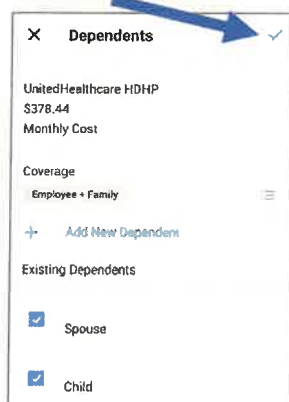 Dependents
UnitedHealthcare HDHP
$378.44
Monthly Cost
Coverage
Employee + Family
Add New Dependent
Existing Dependents
Spouse
Child